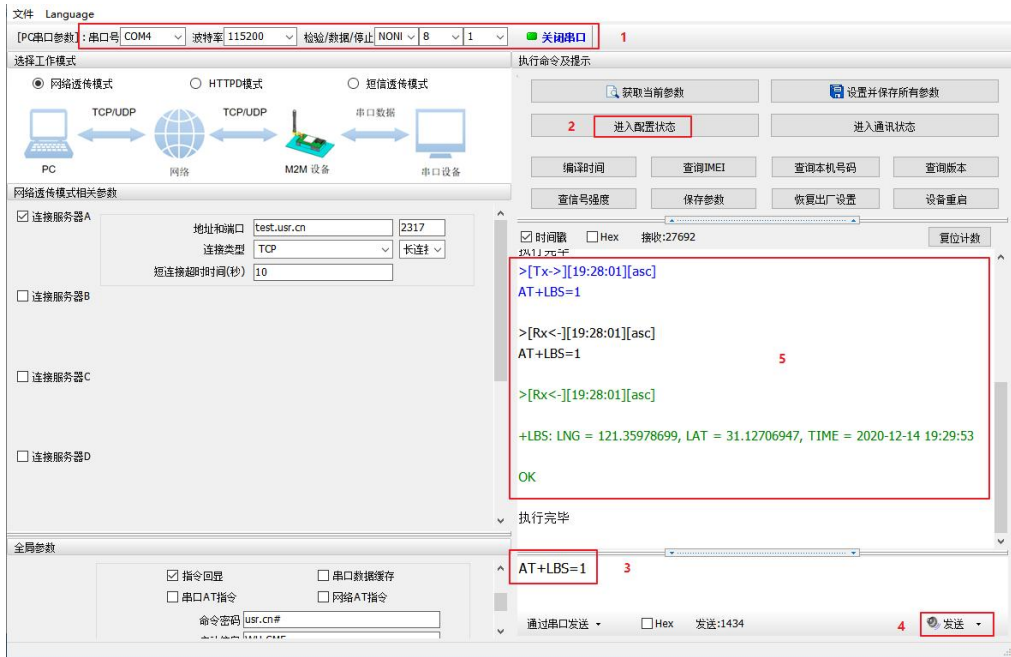 文件 Language
[PC串口参数]:串口号 COM4 波特率 115200 检验/数据/停止 NONI 8 1 关闭串口 1
选择工作模式
网络透传模式 HTTPD模式 短信透传模式
TCP/UDP TCP/UDP 串口数据
PC 网络 M2M 设备 串口设备
网络透传模式相关参数
连接服务器A
地址和端口 test.usr.cn 2317
连接类型 TCP 长连接
短连接超时时间(秒) 10
连接服务器B
连接服务器C
连接服务器D
全局参数
指令回显 串口数据缓存
串口AT指令 网络AT指令
命令密码 usr.cn#
执行命令及提示
获取当前参数 设置并保存所有参数
2 进入配置状态 进入通讯状态
编译时间 查询IMEI 查询本机号码 查询版本
查信号强度 保存参数 恢复出厂设置 设备重启
时间戳 Hex 接收:27692 复位计数
执行完毕
>[Tx->][19:28:01][asc]
AT+LBS=1
>[Rx<-][19:28:01][asc]
AT+LBS=1
5
>[Rx<-][19:28:01][asc]
+LBS: LNG = 121.35978699, LAT = 31.12706947, TIME = 2020-12-14 19:29:53
OK
执行完毕
AT+LBS=1 3
通过串口发送 Hex 发送:1434 4 发送